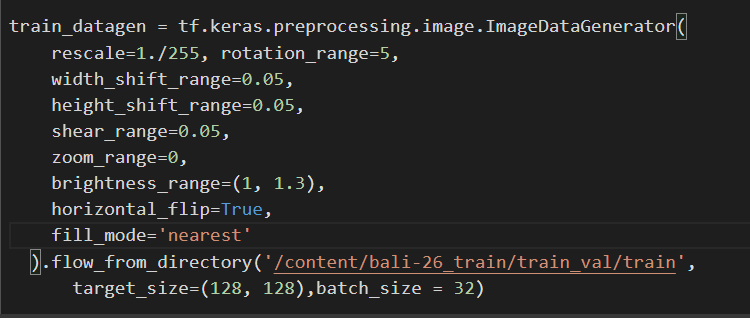 train_datagen = tf.keras.preprocessing.image.ImageDataGenerator(
    rescale=1./255, rotation_range=5,
    width_shift_range=0.05,
    height_shift_range=0.05,
    shear_range=0.05,
    zoom_range=0,
    brightness_range=(1, 1.3),
    horizontal_flip=True,
    fill_mode='nearest'
  ).flow_from_directory('/content/bali-26_train/train_val/train',
      target_size=(128, 128),batch_size = 32)